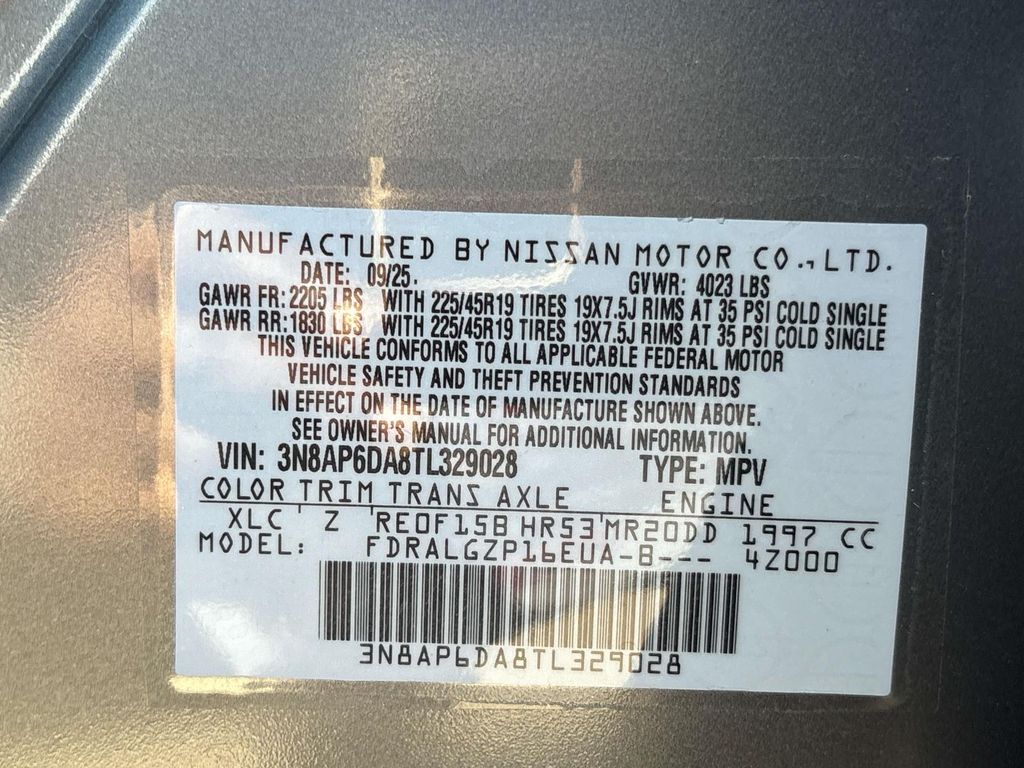 MANUFACTURED BY NISSAN MOTOR CO., LTD.
DATE: 09/25. GVWR: 4023 LBS
GAWR FR: 2205 LBS WITH 225/45R19 TIRES 19X7.5J RIMS AT 35 PSI COLD SINGLE
GAWR RR: 1830 LBS WITH 225/45R19 TIRES 19X7.5J RIMS AT 35 PSI COLD SINGLE
THIS VEHICLE CONFORMS TO ALL APPLICABLE FEDERAL MOTOR
VEHICLE SAFETY AND THEFT PREVENTION STANDARDS
IN EFFECT ON THE DATE OF MANUFACTURE SHOWN ABOVE.
SEE OWNER'S MANUAL FOR ADDITIONAL INFORMATION.
VIN: 3N8AP6DA8TL329028 TYPE: MPV
COLOR TRIM TRANS AXLE ENGINE
XLC Z RE0F15B HR53 MR20DD 1997 CC
MODEL: FDRALGZP16EUA-B--- 4Z000
3N8AP6DA8TL329028